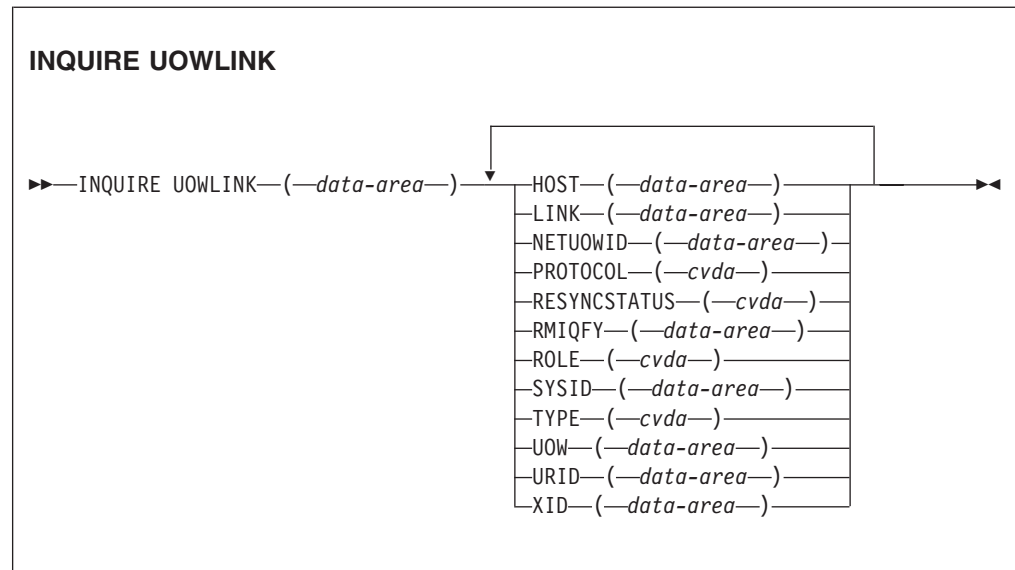 INQUIRE UOWLINK
INQUIRE UOWLINK ( data-area ) HOST ( data-area )
LINK ( data-area )
NETUOWID ( data-area )
PROTOCOL ( cvda )
RESYNCSTATUS ( cvda )
RMIQFY ( data-area )
ROLE ( cvda )
SYSID ( data-area )
TYPE ( cvda )
UOW ( data-area )
URID ( data-area )
XID ( data-area )